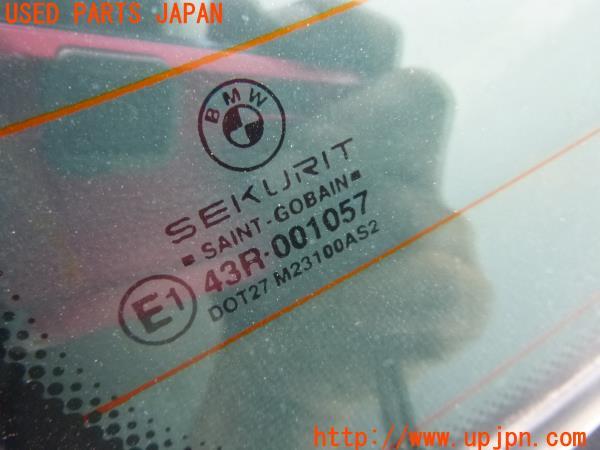 USED PARTS JAPAN
BMW
SEKURIT
SAINT-GOBAIN
E1
43R-001057
DOT27 M23100AS2
http://www.upjpn.com